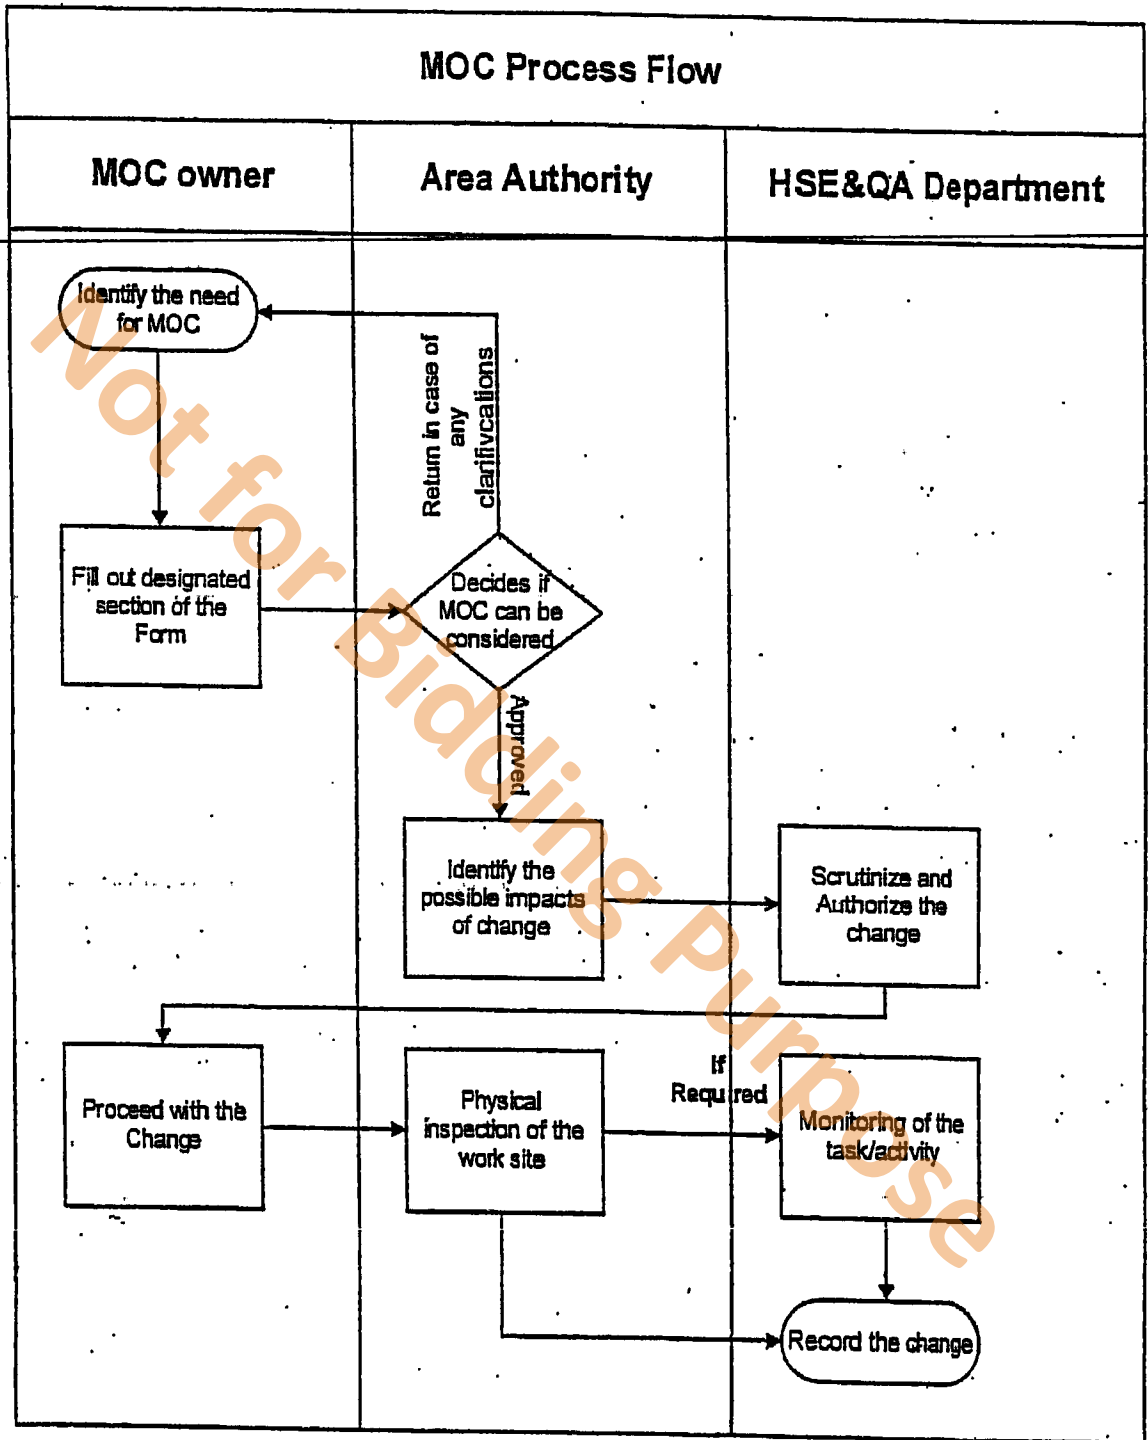 MOC Process Flow
MOC owner
Area Authority
HSE&QA Department
Identify the need
for MOC
Return in case of
any
clarifivcations
Fill out designated
section of the
Form
Decides if
MOC can be
considered
Approved
Identify the
possible impacts
of change
Scrutinize and
Authorize the
change
Proceed with the
Change
Physical
inspection of the
work site
If
Required
Monitoring of the
task/activity
Record the change
Not for Bidding Purpose